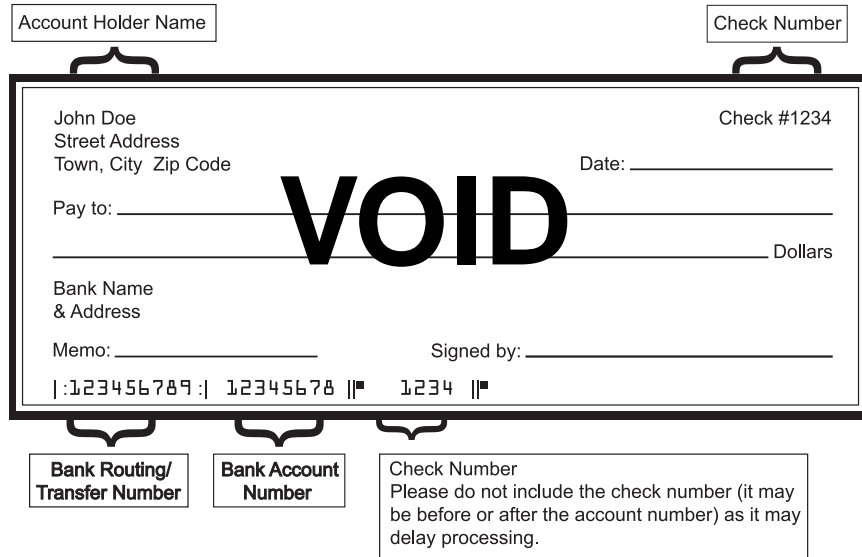 Account Holder Name
Check Number
John Doe
Check #1234
Street Address
Town, City Zip Code
Date:
VOID
Pay to:
Dollars
Bank Name
& Address
Memo:
Signed by:
|:123456789:| 12345678 ||▪ 1234 ||▪
Bank Routing/
Transfer Number
Bank Account
Number
Check Number
Please do not include the check number (it may
be before or after the account number) as it may
delay processing.